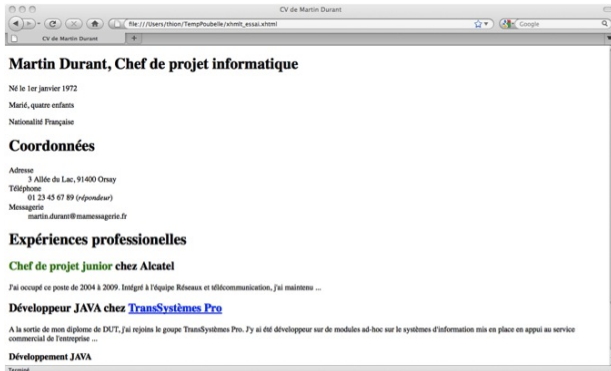 CV de Martin Durant
file:///Users/thion/TempPoubelle/xhmlt_essai.xhtml
Google
CV de Martin Durant
Martin Durant, Chef de projet informatique
Né le 1er janvier 1972
Marié, quatre enfants
Nationalité Française
Coordonnées
Adresse
3 Allée du Lac, 91400 Orsay
Téléphone
01 23 45 67 89 (répondeur)
Messagerie
martin.durant@mamessagerie.fr
Expériences professionelles
Chef de projet junior chez Alcatel
J'ai occupé ce poste de 2004 à 2009. Intégré à l'équipe Réseaux et télécommunication, j'ai maintenu ...
Développeur JAVA chez TransSystèmes Pro
A la sortie de mon diplome de DUT, j'ai rejoins le goupe TransSystèmes Pro. J'y ai été développeur sur de modules ad-hoc sur le systèmes d'information mis en place en appui au service
commercial de l'entreprise ...
Développement JAVA
Terminé